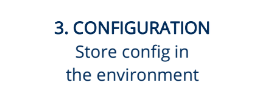 3. CONFIGURATION
Store config in
the environment